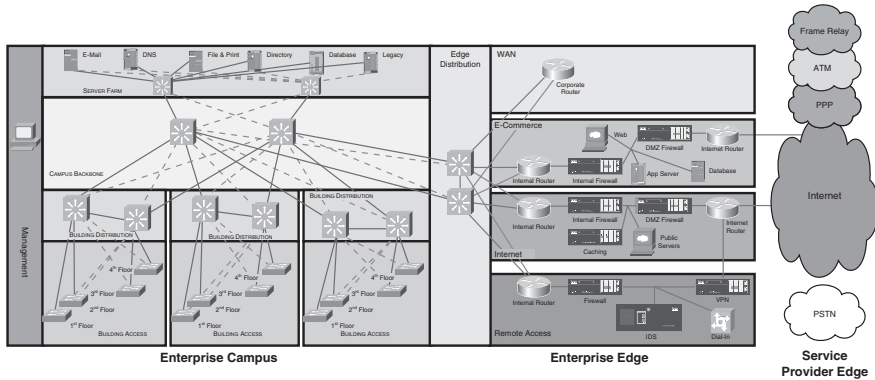 Frame Relay
ATM
PPP
Internet
PSTN
Service
Provider Edge
Management
E-Mail
DNS
File & Print
Directory
Database
Legacy
SERVER FARM
CAMPUS BACKBONE
BUILDING DISTRIBUTION
BUILDING DISTRIBUTION
BUILDING DISTRIBUTION
4th Floor
3rd Floor
2nd Floor
1st Floor
BUILDING ACCESS
4th Floor
3rd Floor
2nd Floor
1st Floor
BUILDING ACCESS
4th Floor
3rd Floor
2nd Floor
1st Floor
BUILDING ACCESS
Enterprise Campus
Edge
Distribution
WAN
Corporate
Router
E-Commerce
Web
DMZ Firewall
Internet Router
Internal Router
Internal Firewall
App Server
Database
Internal Router
Internal Firewall
DMZ Firewall
Internet
Router
Caching
Public
Servers
Internet
Internal Router
Firewall
VPN
IDS
Dial-In
Remote Access
Enterprise Edge